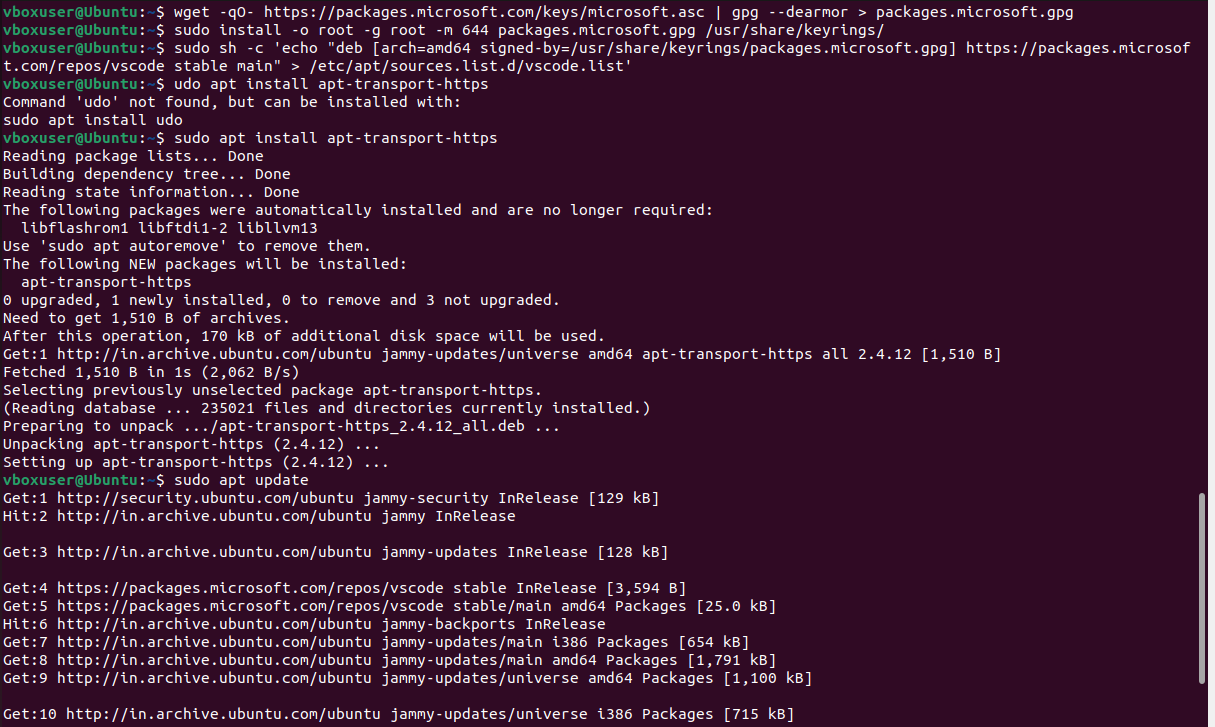 vboxuser@Ubuntu:~$ wget -qO- https://packages.microsoft.com/keys/microsoft.asc | gpg --dearmor > packages.microsoft.gpg
vboxuser@Ubuntu:~$ sudo install -o root -g root -m 644 packages.microsoft.gpg /usr/share/keyrings/
vboxuser@Ubuntu:~$ sudo sh -c 'echo "deb [arch=amd64 signed-by=/usr/share/keyrings/packages.microsoft.gpg] https://packages.microsof
t.com/repos/vscode stable main" > /etc/apt/sources.list.d/vscode.list'
vboxuser@Ubuntu:~$ udo apt install apt-transport-https
Command 'udo' not found, but can be installed with:
sudo apt install udo
vboxuser@Ubuntu:~$ sudo apt install apt-transport-https
Reading package lists... Done
Building dependency tree... Done
Reading state information... Done
The following packages were automatically installed and are no longer required:
  libflashrom1 libftdi1-2 libllvm13
Use 'sudo apt autoremove' to remove them.
The following NEW packages will be installed:
  apt-transport-https
0 upgraded, 1 newly installed, 0 to remove and 3 not upgraded.
Need to get 1,510 B of archives.
After this operation, 170 kB of additional disk space will be used.
Get:1 http://in.archive.ubuntu.com/ubuntu jammy-updates/universe amd64 apt-transport-https all 2.4.12 [1,510 B]
Fetched 1,510 B in 1s (2,062 B/s)
Selecting previously unselected package apt-transport-https.
(Reading database ... 235021 files and directories currently installed.)
Preparing to unpack .../apt-transport-https_2.4.12_all.deb ...
Unpacking apt-transport-https (2.4.12) ...
Setting up apt-transport-https (2.4.12) ...
vboxuser@Ubuntu:~$ sudo apt update
Get:1 http://security.ubuntu.com/ubuntu jammy-security InRelease [129 kB]
Hit:2 http://in.archive.ubuntu.com/ubuntu jammy InRelease
Get:3 http://in.archive.ubuntu.com/ubuntu jammy-updates InRelease [128 kB]
Get:4 https://packages.microsoft.com/repos/vscode stable InRelease [3,594 B]
Get:5 https://packages.microsoft.com/repos/vscode stable/main amd64 Packages [25.0 kB]
Hit:6 http://in.archive.ubuntu.com/ubuntu jammy-backports InRelease
Get:7 http://in.archive.ubuntu.com/ubuntu jammy-updates/main i386 Packages [654 kB]
Get:8 http://in.archive.ubuntu.com/ubuntu jammy-updates/main amd64 Packages [1,791 kB]
Get:9 http://in.archive.ubuntu.com/ubuntu jammy-updates/universe amd64 Packages [1,100 kB]
Get:10 http://in.archive.ubuntu.com/ubuntu jammy-updates/universe i386 Packages [715 kB]